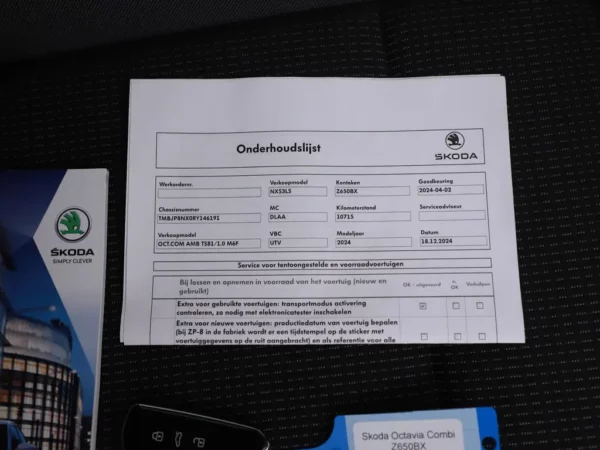 Onderhoudslijst
ŠKODA
Werkordernr.
Verkoopmodel
Kenteken
Goedkeuring
NX53L5
Z650BX
2024-04-02
Chassisnummer
MC
Kilometerstand
Serviceadviseur
TMBJP8NX0RY146191
DLAA
10715
Verkoopmodel
VBC
Modeljaar
Datum
OCT.COM AMB TS81/1.0 M6F
UTV
2024
18.12.2024
Service voor tentoongestelde en voorraadvoertuigen
Bij lossen en opnemen in voorraad van het voertuig (nieuw en gebruikt)
OK - uitgevoerd
n. OK
Verholpen
Extra voor gebruikte voertuigen: transportmodus activering
controleren, zo nodig met elektronicatester inschakelen
Extra voor nieuwe voertuigen: productiedatum van voertuig bepalen
(bij ZP-8 in de fabriek wordt er een tijdstempel op de sticker met
voertuiggegevens op de ruit aangebracht) en als referentie voor alle
ŠKODA
SIMPLY CLEVER
Skoda Octavia Combi
Z650BX